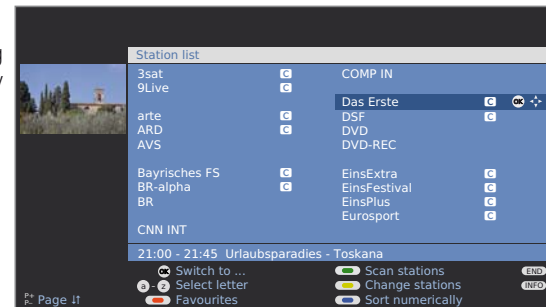 Station list
3sat C COMP IN
9Live C
Das Erste C OK
arte C DSF C
ARD C DVD
AVS DVD-REC
Bayrisches FS C EinsExtra C
BR-alpha C EinsFestival C
BR EinsPlus C
Eurosport C
CNN INT
21:00 - 21:45 Urlaubsparadies - Toskana
OK Switch to ... Scan stations END
a - z Select letter Change stations INFO
P+ P– Page Favourites Sort numerically